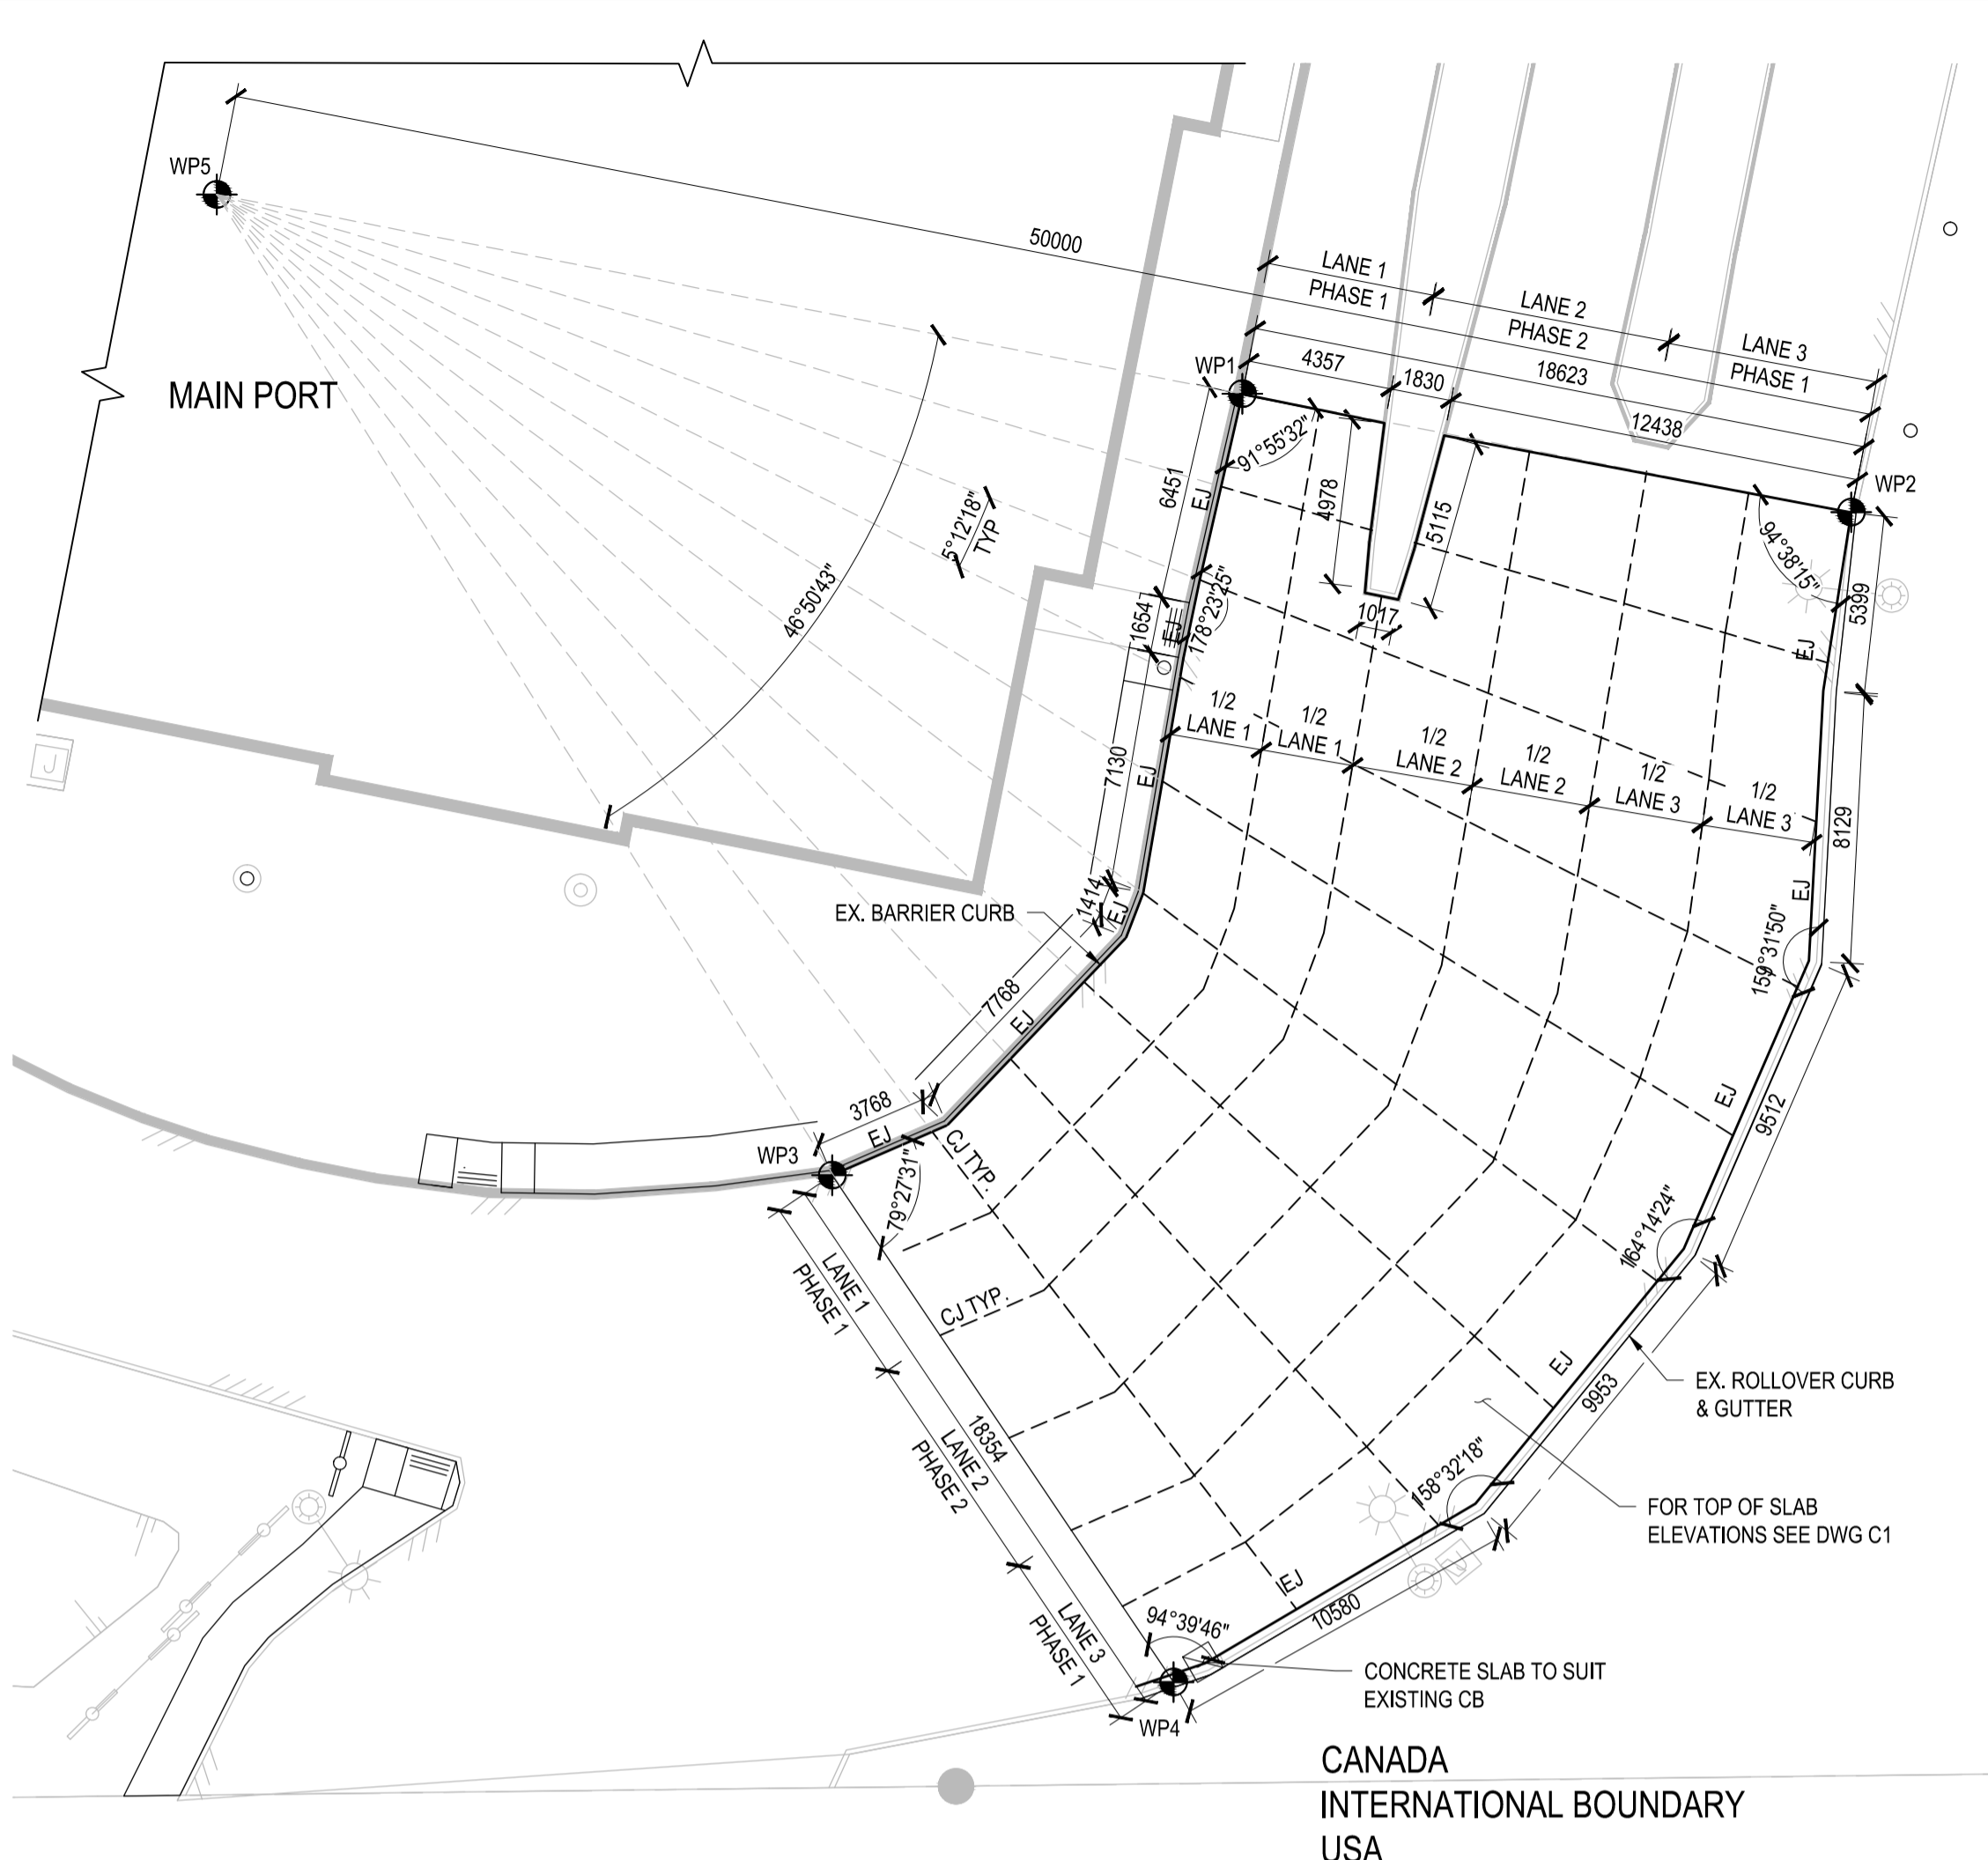 WP5
50000
MAIN PORT
LANE 1
PHASE 1
LANE 2
PHASE 2
LANE 3
PHASE 1
WP1
4357
1830
18623
12438
WP2
91°55'32"
6451
EJ
4978
5115
94°38'15"
5399
EJ
5°12'18"
TYP
46°50'43"
1654
EJ
178°23'25"
1017
1/2
LANE 1
1/2
LANE 1
1/2
LANE 2
1/2
LANE 2
1/2
LANE 3
1/2
LANE 3
J
7130
EJ
8129
EJ
1414
EJ
EX. BARRIER CURB
159°31'50"
7768
EJ
EJ
9512
3768
EJ
WP3
CJ TYP.
79°27'31"
164°14'24"
LANE 1
PHASE 1
CJ TYP.
EJ
EX. ROLLOVER CURB
& GUTTER
9953
18354
LANE 2
PHASE 2
158°32'18"
FOR TOP OF SLAB
ELEVATIONS SEE DWG C1
EJ
10580
94°39'46"
LANE 3
PHASE 1
CONCRETE SLAB TO SUIT
EXISTING CB
WP4
CANADA
INTERNATIONAL BOUNDARY
USA